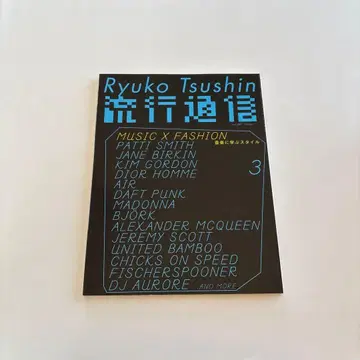 Ryuko Tsushin
流行通信
MUSIC X FASHION
音楽に学ぶスタイル
PATTI SMITH
JANE BIRKIN
KIM GORDON
DIOR HOMME
3
AIR
DAFT PUNK
MADONNA
BJÖRK
ALEXANDER MCQUEEN
JEREMY SCOTT
UNITED BAMBOO
CHICKS ON SPEED
FISCHERSPOONER
DJ AURORE AND MORE